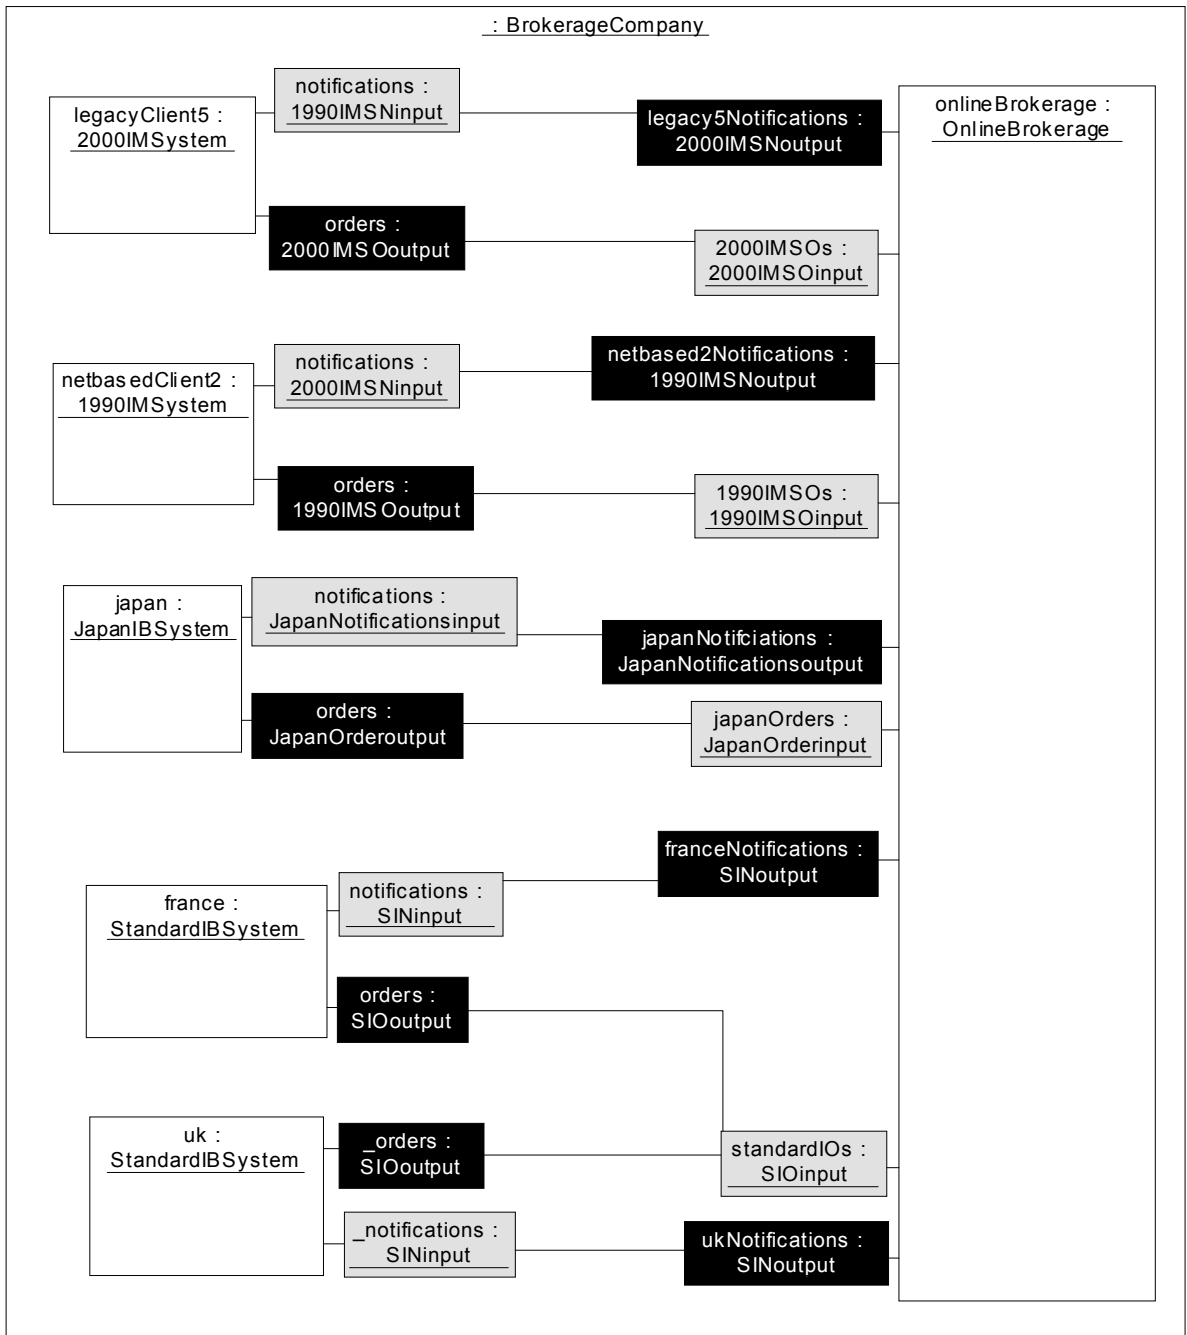 : BrokerageCompany
legacyClient5 :
2000IMSystem
notifications :
1990IMSNinput
legacy5Notifications :
2000IMSNoutput
onlineBrokerage :
OnlineBrokerage
orders :
2000IMSOoutput
2000IMSOs :
2000IMSOinput
netbasedClient2 :
1990IMSystem
notifications :
2000IMSNinput
netbased2Notifications :
1990IMSNoutput
orders :
1990IMSOoutput
1990IMSOs :
1990IMSOinput
japan :
JapanIBSystem
notifications :
JapanNotificationsinput
japanNotifciations :
JapanNotificationsoutput
orders :
JapanOrderoutput
japanOrders :
JapanOrderinput
franceNotifications :
SINoutput
france :
StandardIBSystem
notifications :
SINinput
orders :
SIOoutput
uk :
StandardIBSystem
_orders :
SIOoutput
standardIOs :
SIOinput
_notifications :
SINinput
ukNotifications :
SINoutput